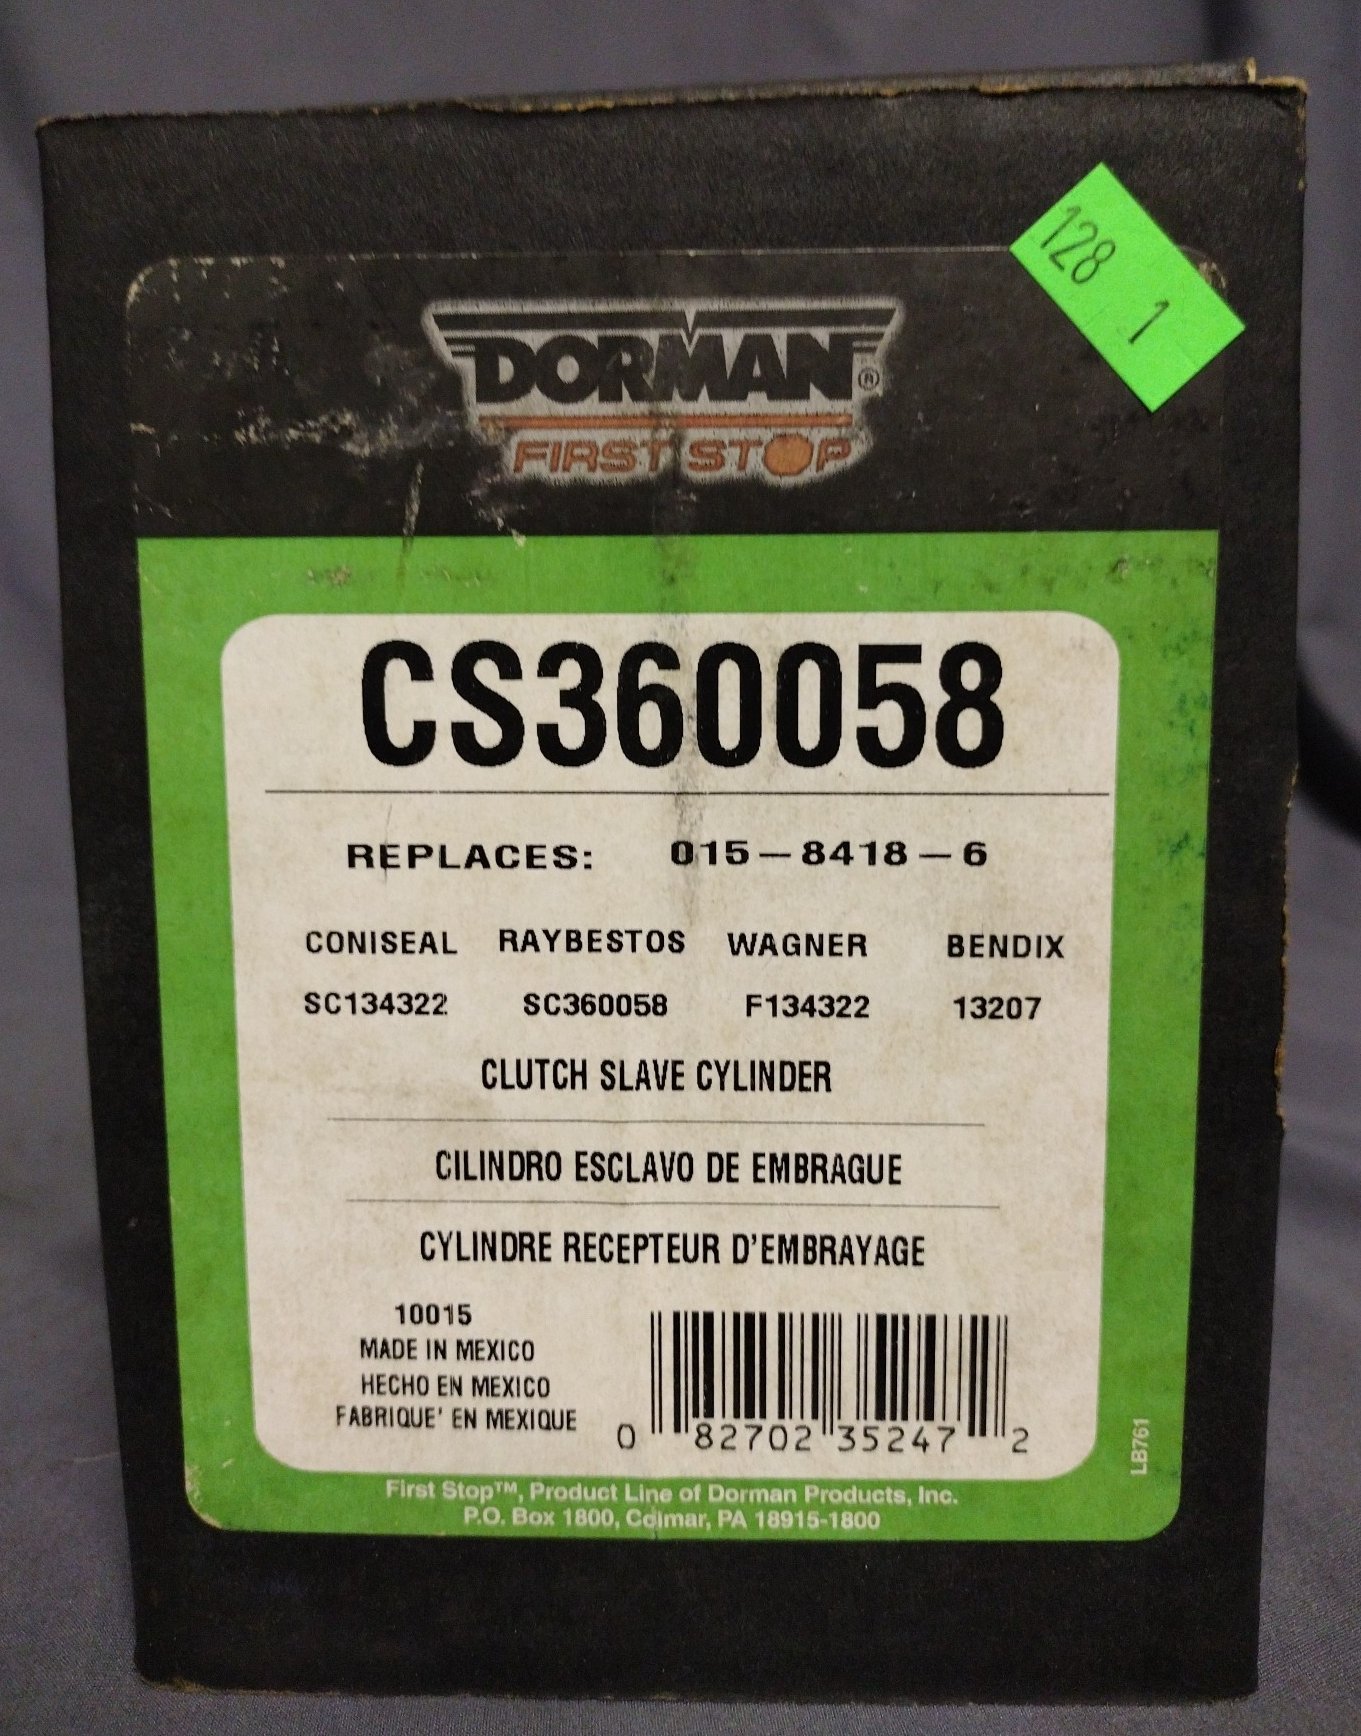 128 1
DORMAN®
FIRST STOP
CS360058
REPLACES: 015-8418-6
CONISEAL RAYBESTOS WAGNER BENDIX
SC134322 SC360058 F134322 13207
CLUTCH SLAVE CYLINDER
CILINDRO ESCLAVO DE EMBRAGUE
CYLINDRE RECEPTEUR D'EMBRAYAGE
10015
MADE IN MEXICO
HECHO EN MEXICO
FABRIQUE' EN MEXIQUE
0 82702 35247 2
LB761
First Stop™, Product Line of Dorman Products, Inc.
P.O. Box 1800, Colmar, PA 18915-1800